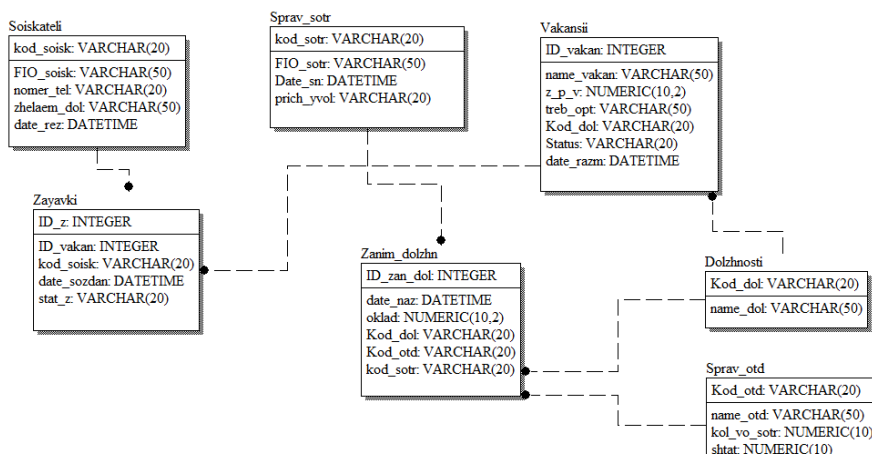 Soiskateli
kod_soisk: VARCHAR(20)
FIO_soisk: VARCHAR(50)
nomer_tel: VARCHAR(20)
zhelaem_dol: VARCHAR(50)
date_rez: DATETIME
Sprav_sotr
kod_sotr: VARCHAR(20)
FIO_sotr: VARCHAR(50)
Date_sn: DATETIME
prich_yvol: VARCHAR(20)
Vakansii
ID_vakan: INTEGER
name_vakan: VARCHAR(50)
z_p_v: NUMERIC(10,2)
treb_opt: VARCHAR(50)
Kod_dol: VARCHAR(20)
Status: VARCHAR(20)
date_razm: DATETIME
Zayavki
ID_z: INTEGER
ID_vakan: INTEGER
kod_soisk: VARCHAR(20)
date_sozdan: DATETIME
stat_z: VARCHAR(20)
Zanim_dolzhn
ID_zan_dol: INTEGER
date_naz: DATETIME
oklad: NUMERIC(10,2)
Kod_dol: VARCHAR(20)
Kod_otd: VARCHAR(20)
kod_sotr: VARCHAR(20)
Dolzhnosti
Kod_dol: VARCHAR(20)
name_dol: VARCHAR(50)
Sprav_otd
Kod_otd: VARCHAR(20)
name_otd: VARCHAR(50)
kol_vo_sotr: NUMERIC(10)
shtat: NUMERIC(10)